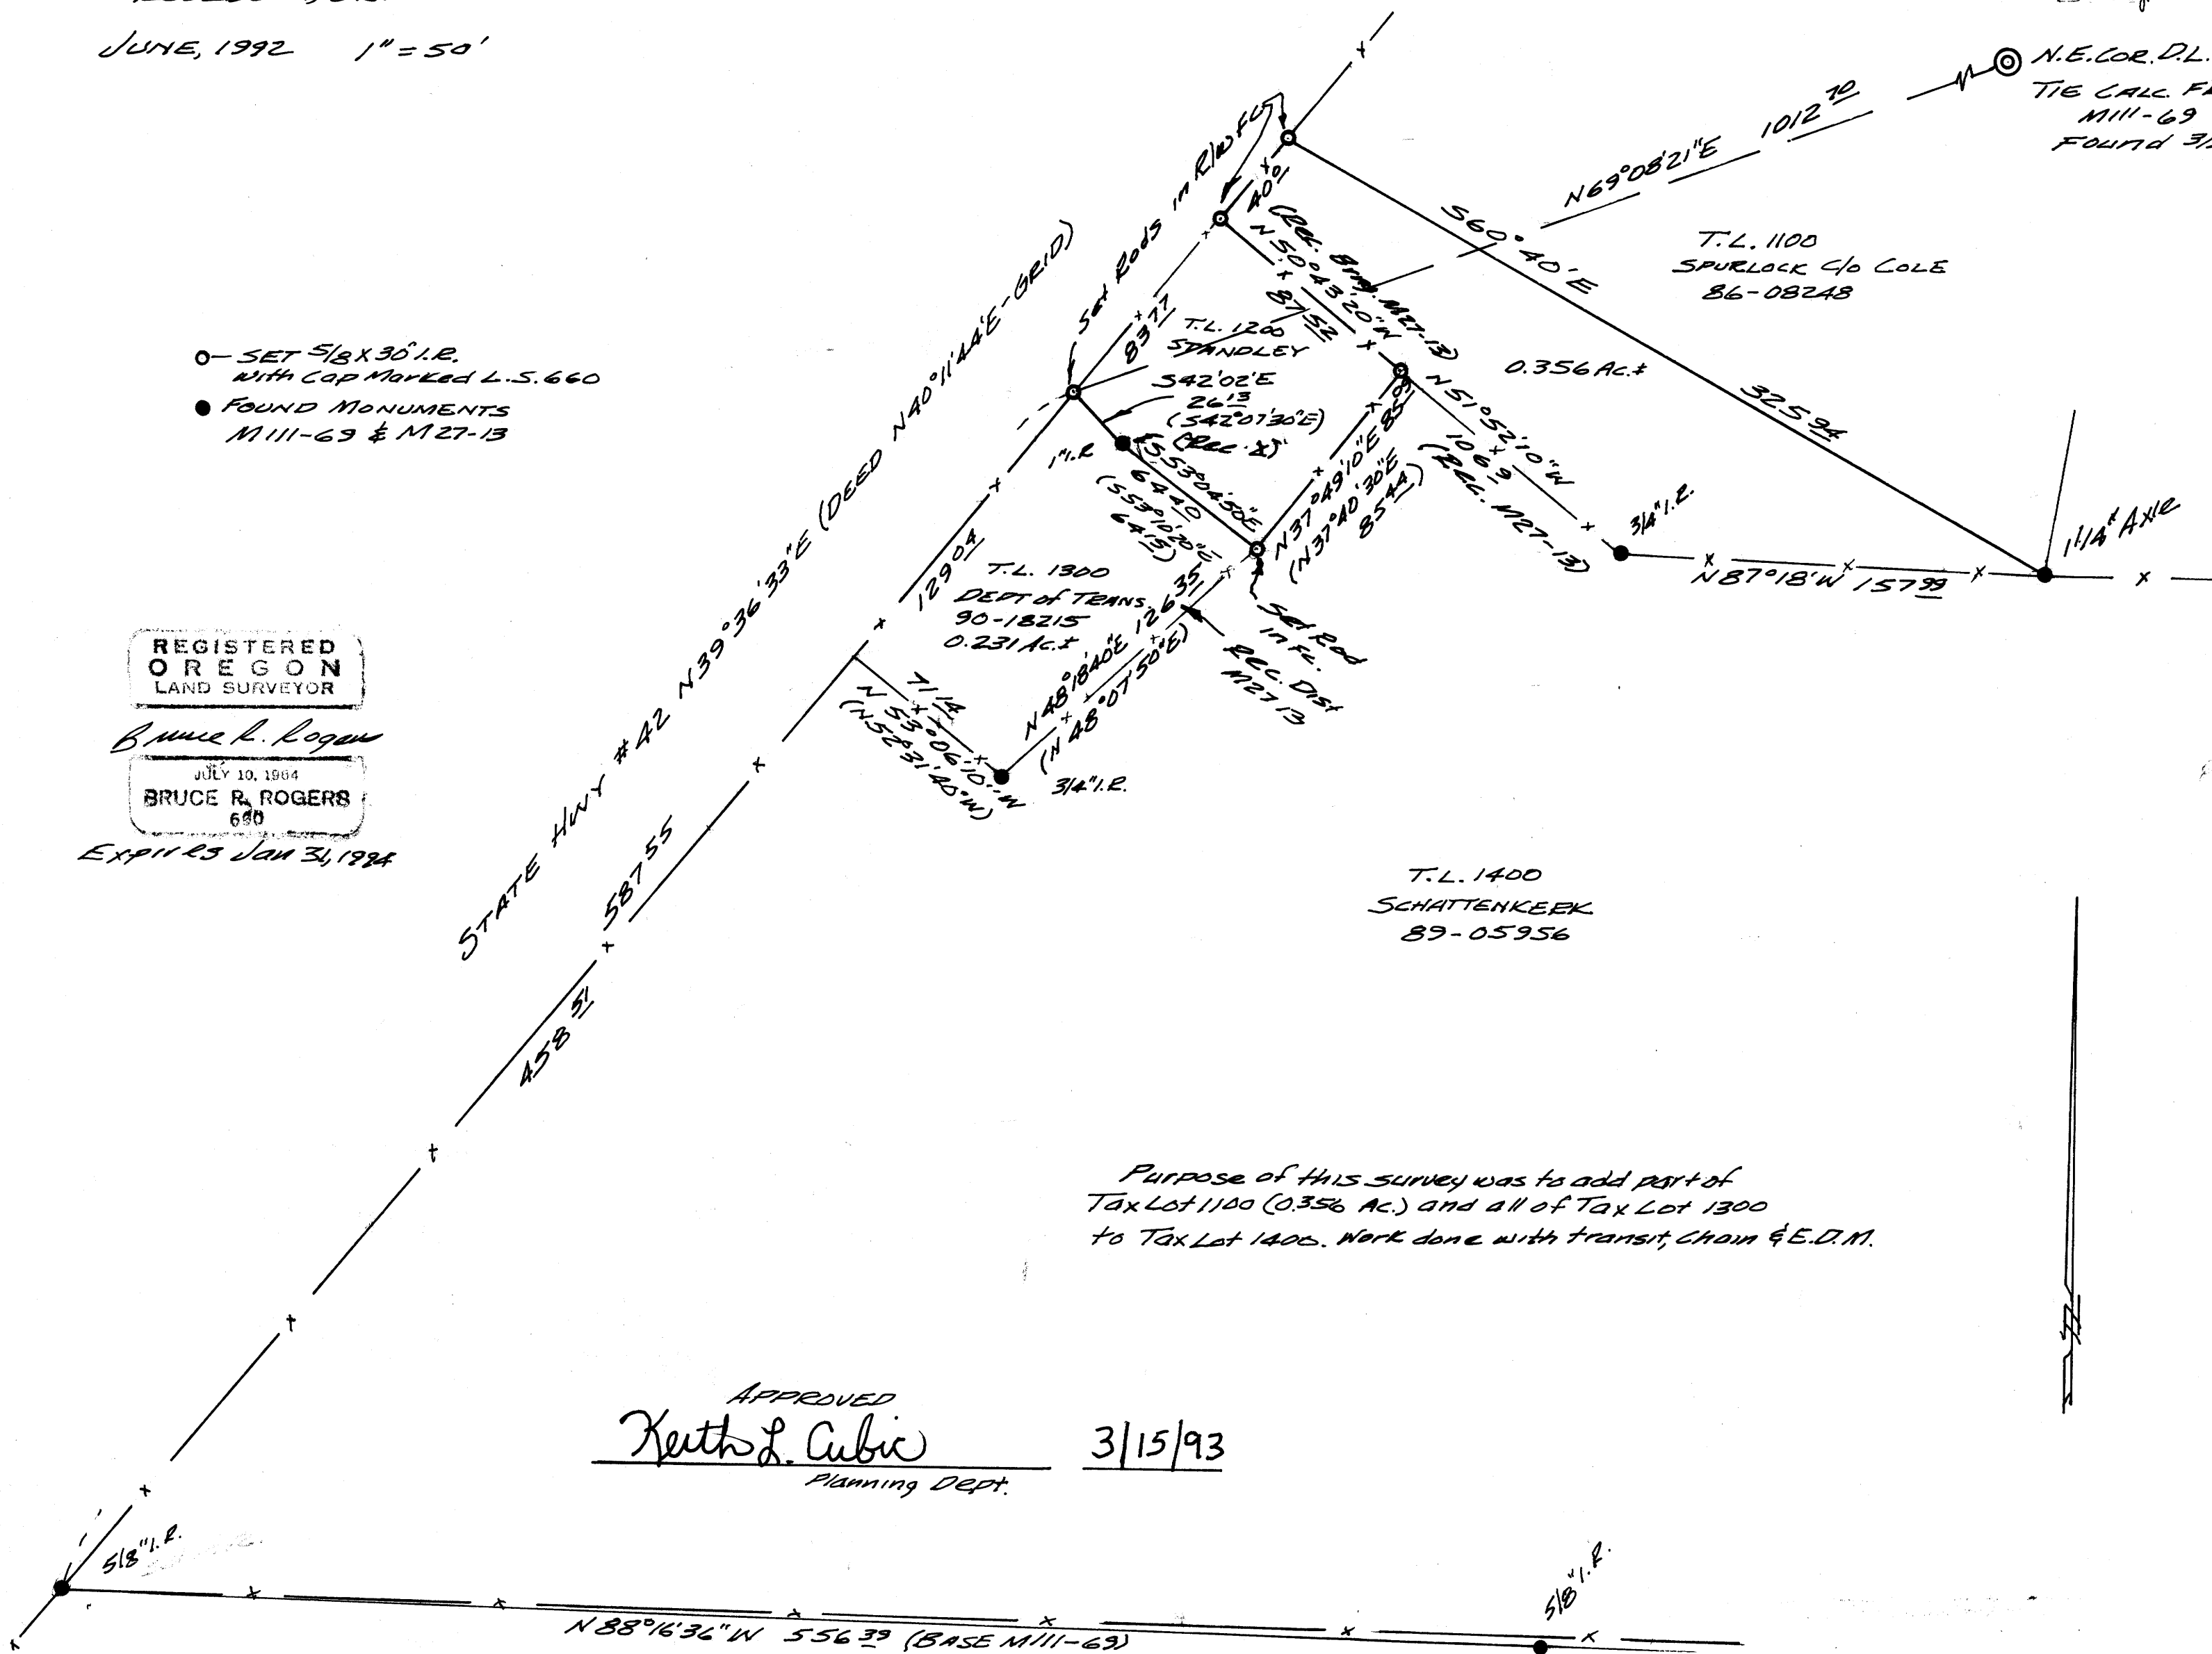 JUNE, 1992 1" = 50'
N.E. COR. D.L.
TIE CALC.
M111-69
Found
N69°08'21"E 1012 70
Set Rods in R/W Fc.
40 01
(Rec. Brng. M27-13)
N50°43'20"W
87 52
S60°40'E
325 94
T.L. 1100
SPURLOCK C/O COLE
86-08248
O- SET 5/8 X 30" I.R.
with Cap Marked L.S. 660
● FOUND MONUMENTS
M111-69 & M27-13
83 77
T.L. 1200
STANDLEY
S42°02'E
26 13
(S42°07'30"E)
0.356 Ac.±
1" I.R
S53°04'50"E
64 40
(S53°10'20"E
64 15)
N37°49'10"E 85 09
(N37°40'30"E
85 44)
N51°52'10"W
106 9
(REC. M27-13)
3/4" I.R.
1 1/4" AXLE
N87°18'W 157 99
STATE HWY #42 N39°36'33"E (DEED N40°11'44"E-GRID)
129 04
T.L. 1300
DEPT of TRANS.
90-18215
0.231 Ac.±
N48°18'40"E 126 35
(N48°07'50"E)
Set Rod
in Fc.
REC. Dist
M27 13
71 14
N53°06'10"W
(N52°31'40"W)
3/4" I.R.
REGISTERED
OREGON
LAND SURVEYOR
Bruce R. Rogers
JULY 10, 1964
BRUCE R. ROGERS
Expires Jan 31, 1994
587 55
458 51
T.L. 1400
SCHATTENKERK
89-05956
Purpose of this survey was to add part of
Tax Lot 1100 (0.356 Ac.) and all of Tax Lot 1300
to Tax Lot 1400. Work done with transit, chain & E.D.M.
APPROVED
Keith L. Cubic 3/15/93
Planning Dept.
5/8" I.R.
5/8" I.R.
N88°16'36"W 556 39 (BASE M111-69)